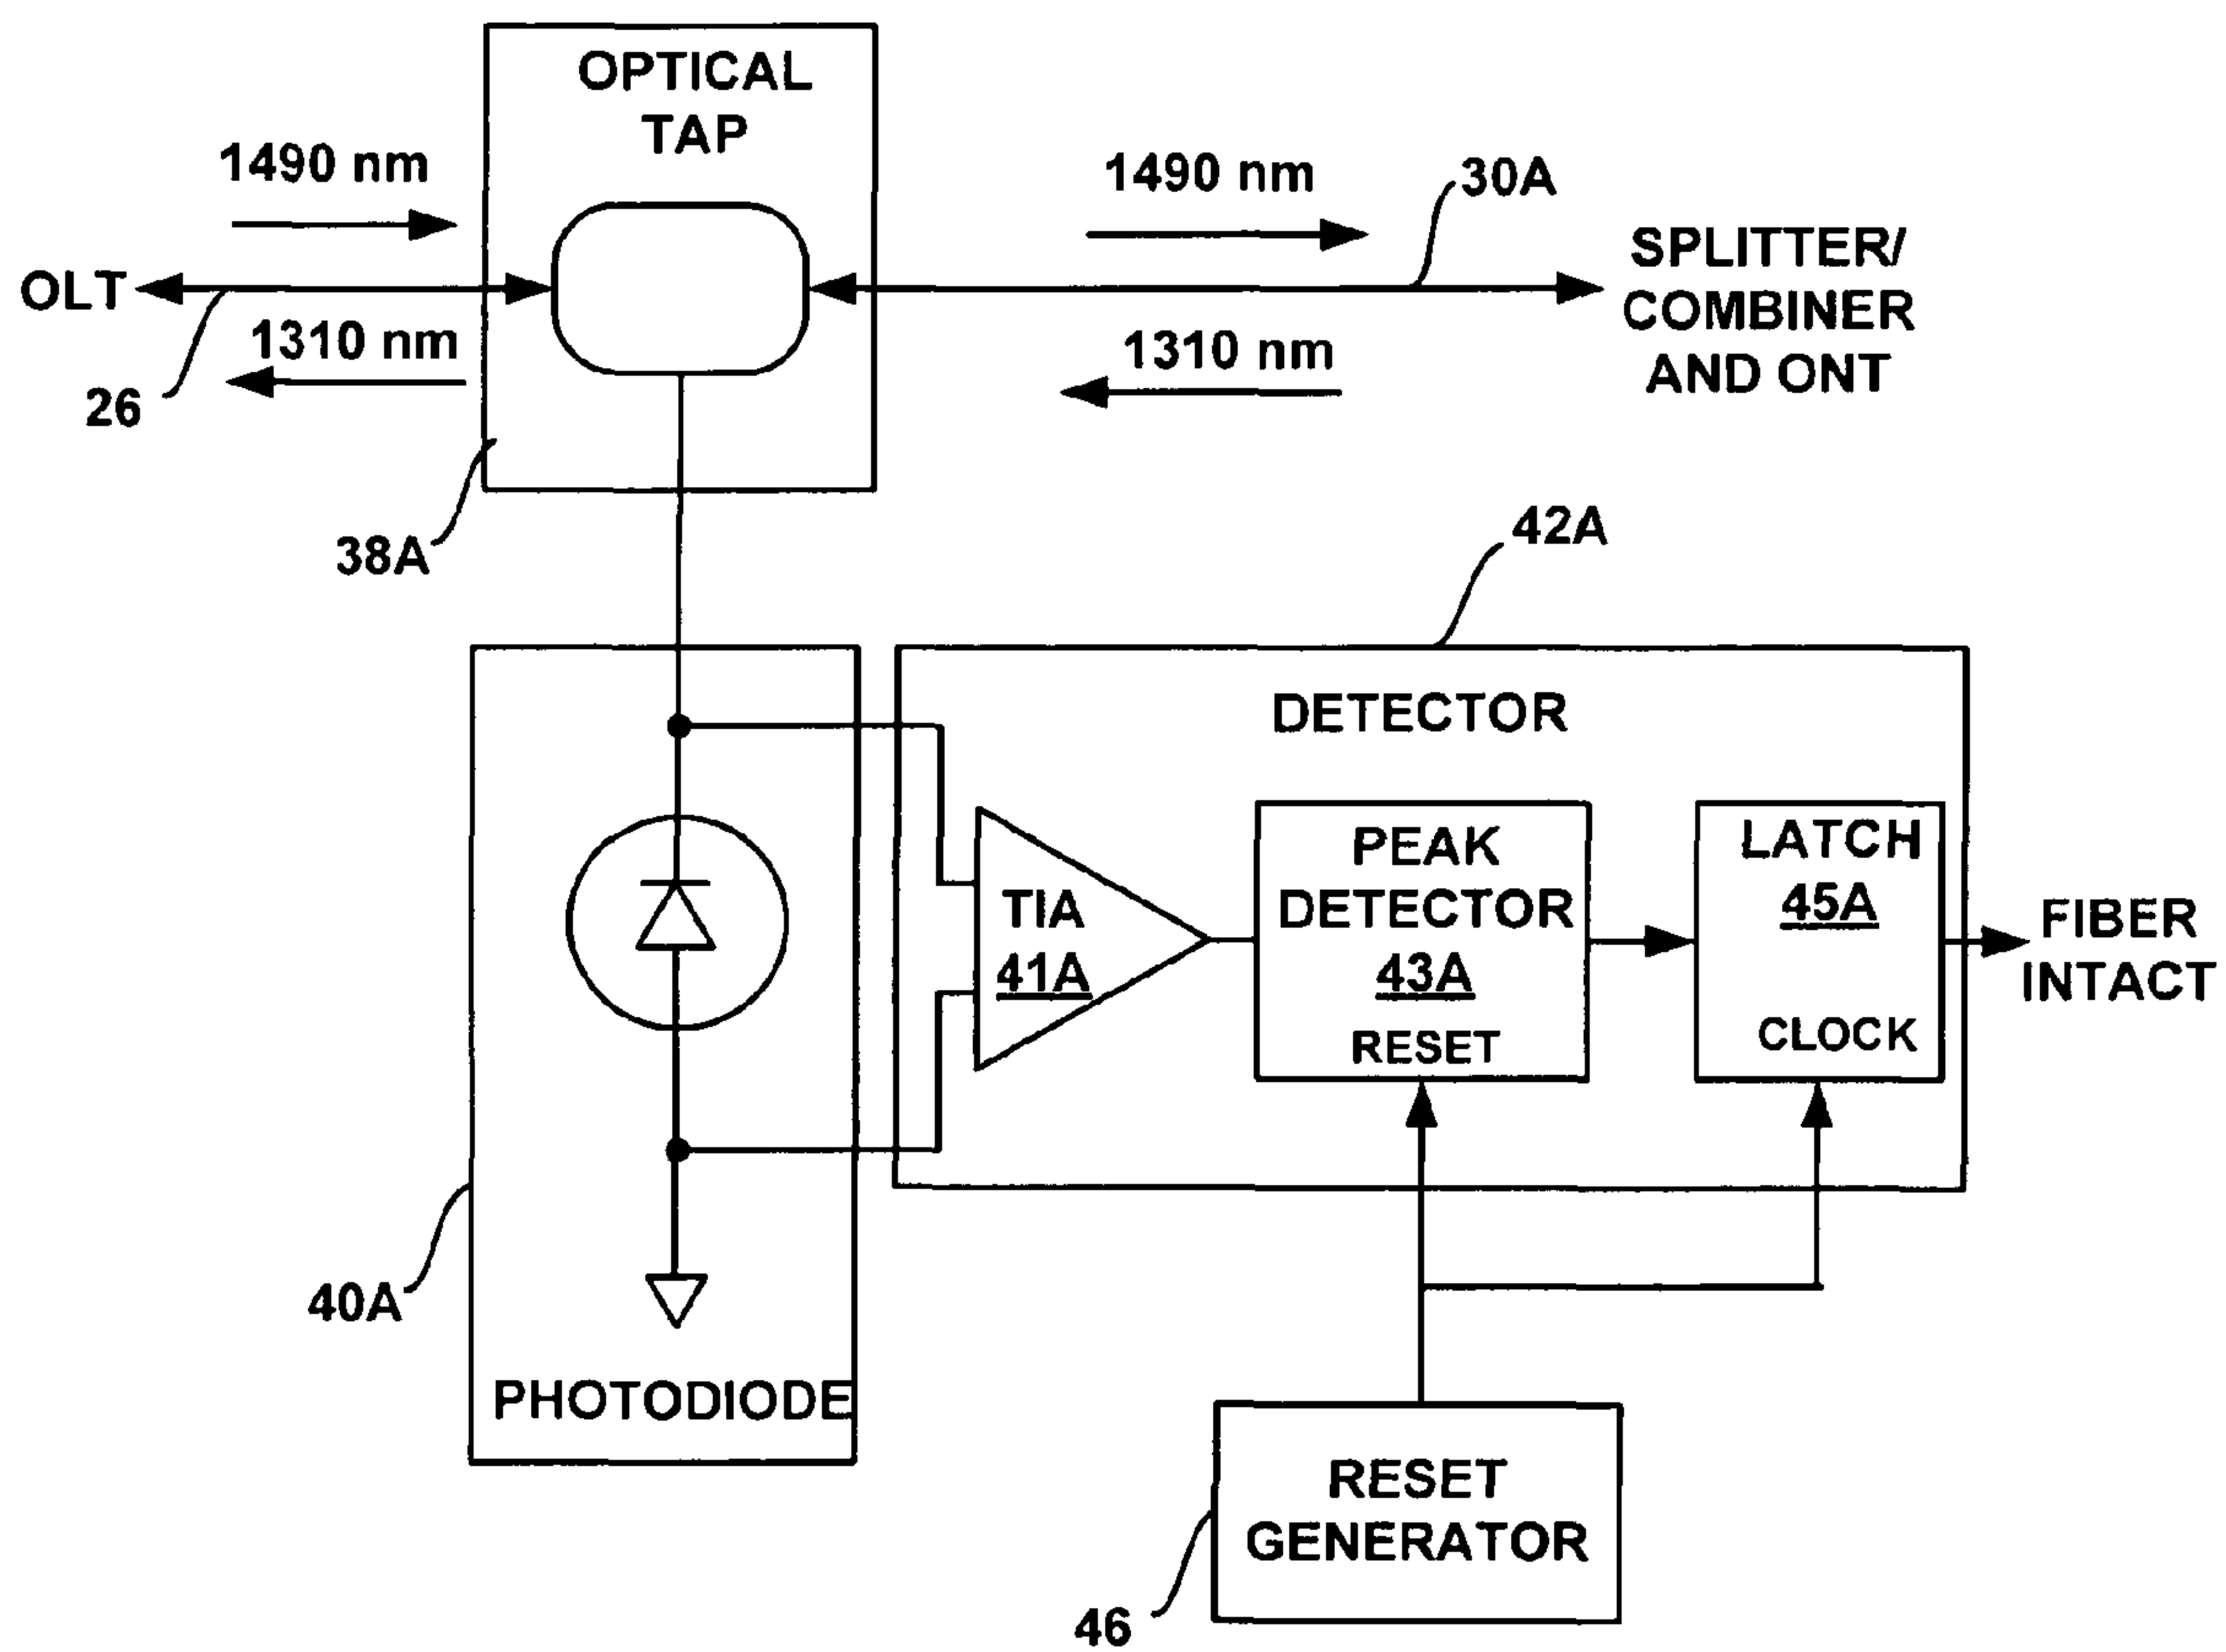 OPTICAL
TAP
1490 nm
1490 nm
30A
OLT
SPLITTER/
COMBINER
AND ONT
1310 nm
1310 nm
26
38A
42A
DETECTOR
TIA
41A
PEAK
DETECTOR
43A
RESET
LATCH
45A
CLOCK
FIBER
INTACT
40A
PHOTODIODE
RESET
GENERATOR
46